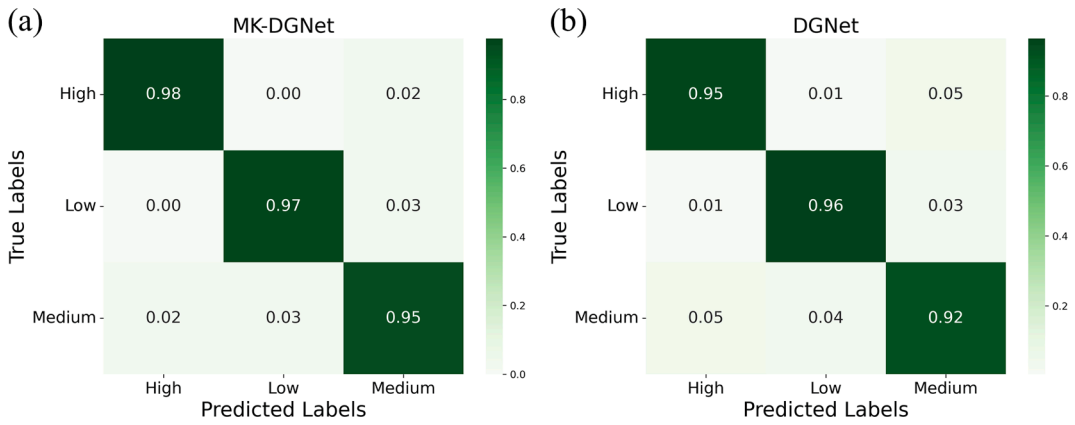 (a)
MK-DGNet
True Labels
High
0.98
0.00
0.02
Low
0.00
0.97
0.03
Medium
0.02
0.03
0.95
High
Low
Medium
Predicted Labels
0.8
0.6
0.4
0.2
0.0
(b)
DGNet
True Labels
High
0.95
0.01
0.05
Low
0.01
0.96
0.03
Medium
0.05
0.04
0.92
High
Low
Medium
Predicted Labels
0.8
0.6
0.4
0.2